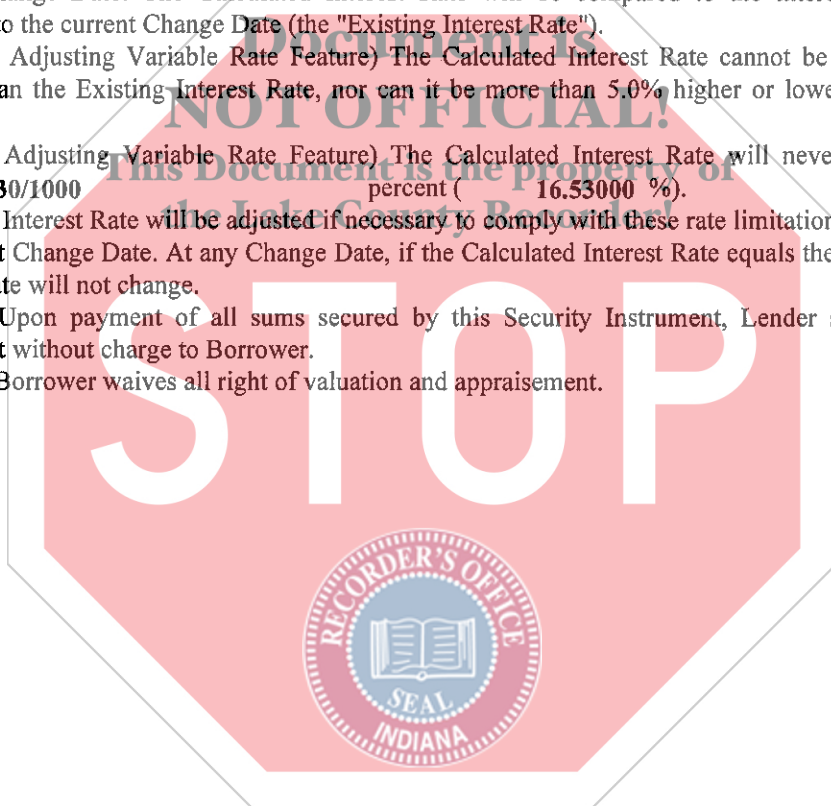 to the current Change Date (the "Existing Interest Rate").
Document is
Adjusting Variable Rate Feature) The Calculated Interest Rate cannot be
an the Existing Interest Rate, nor can it be more than 5.0% higher or lowe
NOT OFFICIAL!
Adjusting Variable Rate Feature) The Calculated Interest Rate will neve
This Document is the property of
30/1000 percent ( 16.53000 %).
the Lake County Recorder!
Interest Rate will be adjusted if necessary to comply with these rate limitation
t Change Date. At any Change Date, if the Calculated Interest Rate equals the
te will not change.
Upon payment of all sums secured by this Security Instrument, Lender
t without charge to Borrower.
Borrower waives all right of valuation and appraisement.
STOP
RECORDER'S OFFICE
SEAL
INDIANA